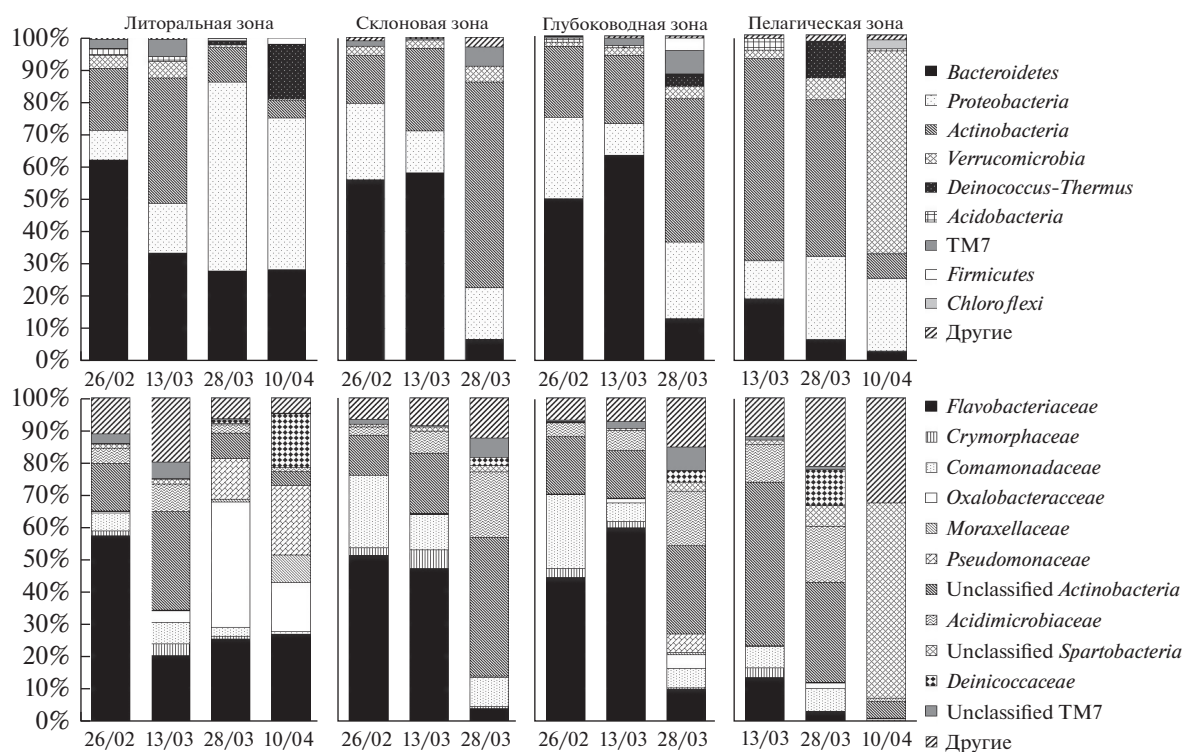 Литоральная зона
Склоновая зона
Глубоководная зона
Пелагическая зона
100%
90%
80%
70%
60%
50%
40%
30%
20%
10%
0%
26/02 13/03 28/03 10/04
26/02 13/03 28/03
26/02 13/03 28/03
13/03 28/03 10/04
Bacteroidetes
Proteobacteria
Actinobacteria
Verrucomicrobia
Deinococcus-Thermus
Acidobacteria
TM7
Firmicutes
Chloroflexi
Другие
100%
90%
80%
70%
60%
50%
40%
30%
20%
10%
0%
26/02 13/03 28/03 10/04
26/02 13/03 28/03
26/02 13/03 28/03
13/03 28/03 10/04
Flavobacteriaceae
Crymorphaceae
Comamonadaceae
Oxalobacteracceae
Moraxellaceae
Pseudomonaceae
Unclassified Actinobacteria
Acidimicrobiaceae
Unclassified Spartobacteria
Deinicoccaceae
Unclassified TM7
Другие